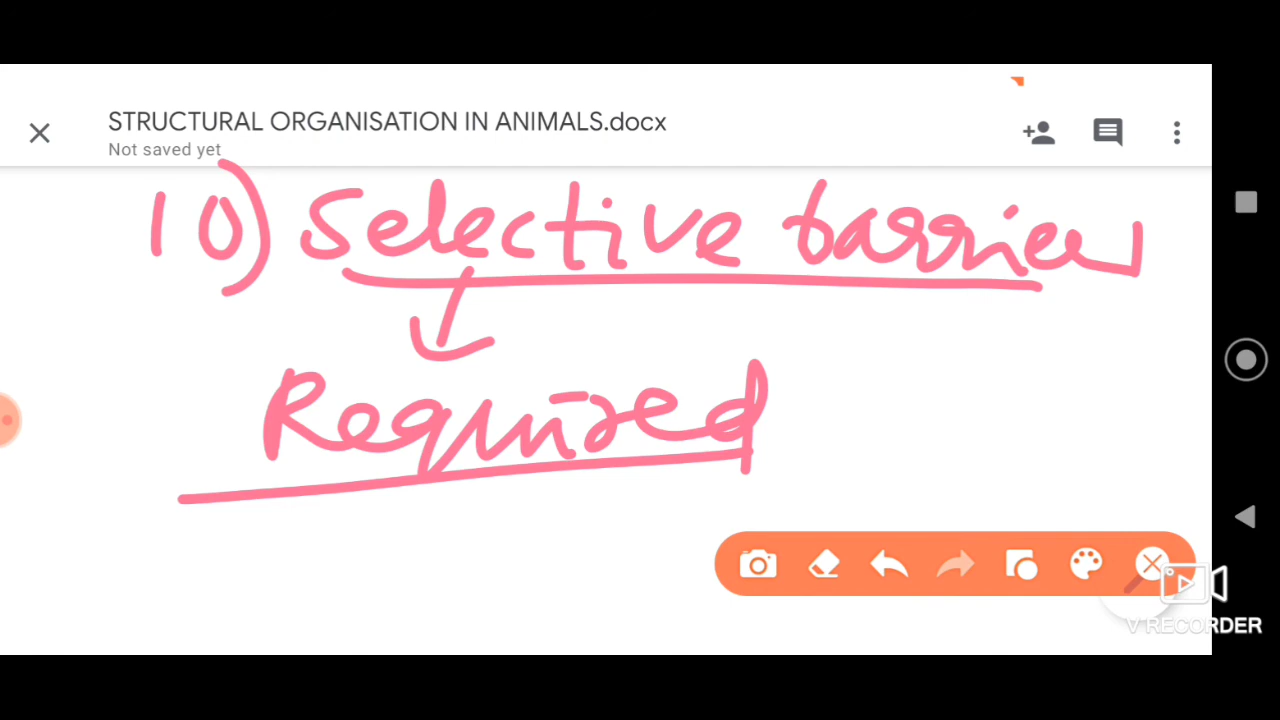 STRUCTURAL ORGANISATION IN ANIMALS.docx
Not saved yet
10) Selective barrier
Required
V RECORDER